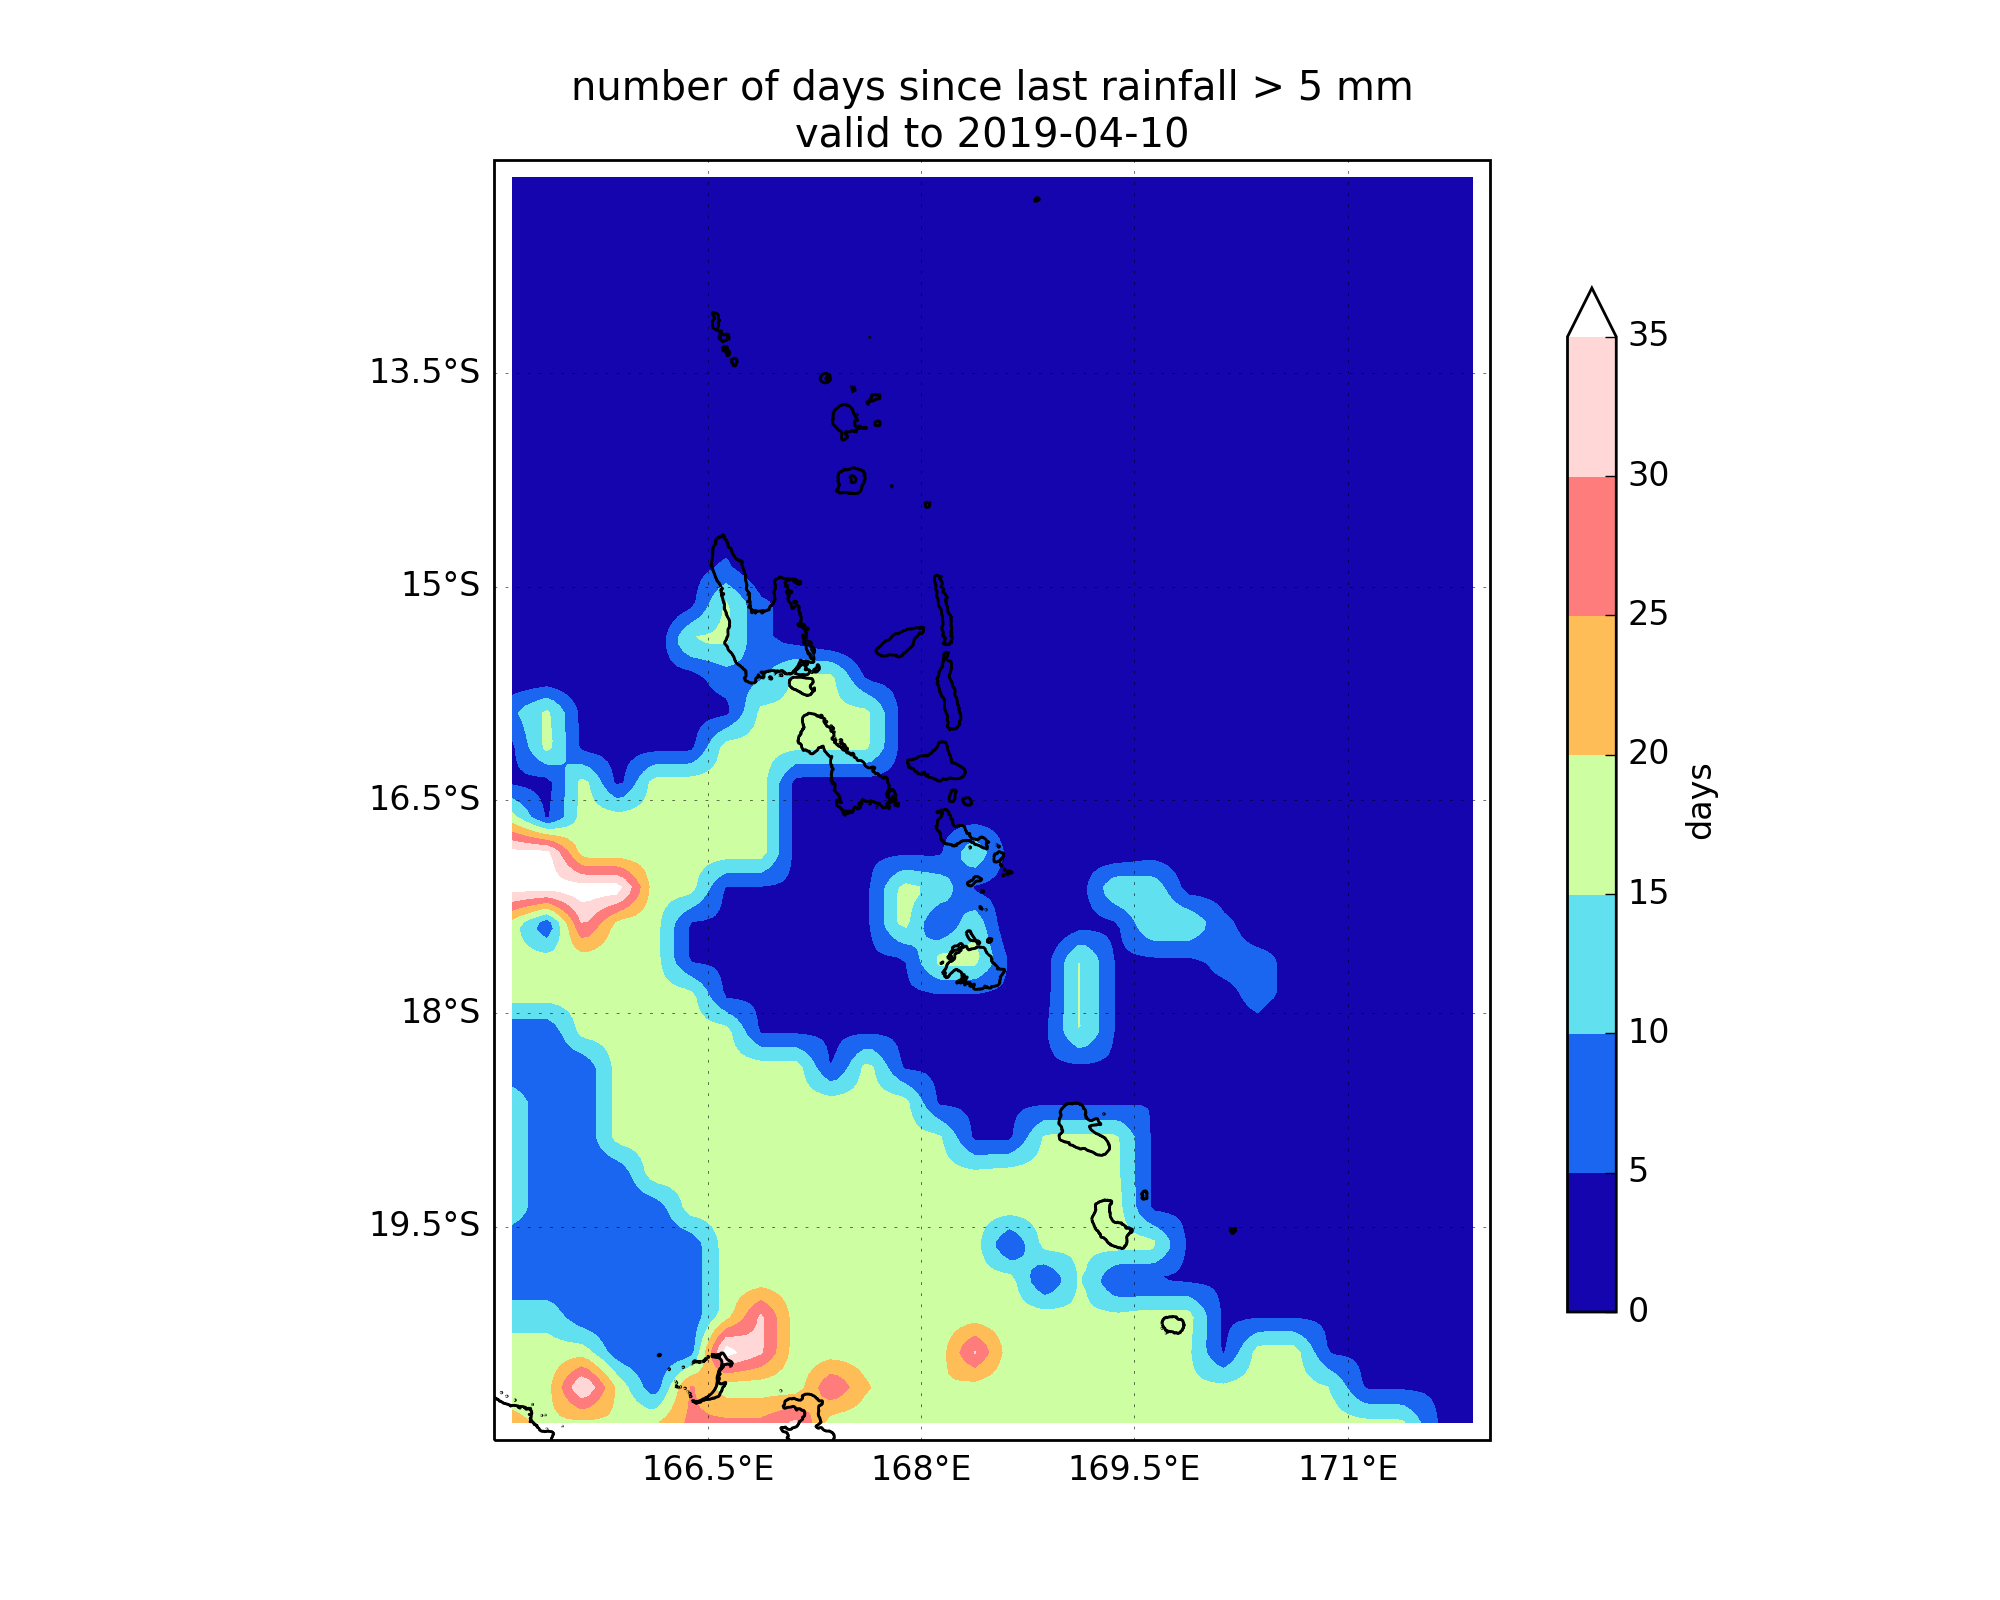 number of days since last rainfall > 5 mm
valid to 2019-04-10
13.5°S
15°S
16.5°S
18°S
19.5°S
166.5°E
168°E
169.5°E
171°E
35
30
25
20
15
10
5
0
days